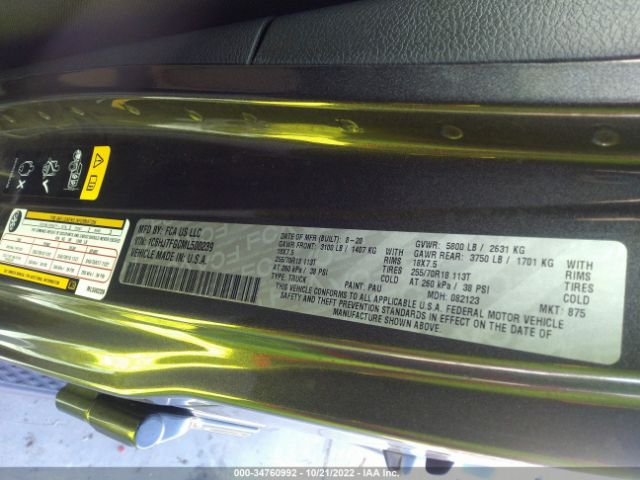 MFD BY: FCA US LLC
DATE OF MFR (BUILT): 8-20
GVWR: 5800 LB / 2631 KG
GAWR FRONT: 3100 LB / 1407 KG
GAWR REAR: 3750 LB / 1701 KG
18X7.5 RIMS
18X7.5 RIMS
255/70R18 113T TIRES
255/70R18 113T TIRES
AT 260 kPa / 38 PSI COLD
AT 260 kPa / 38 PSI COLD
VEHICLE MADE IN: U.S.A.
TYPE: TRUCK
PAINT: PAU
MDH: 082123
MKT: 875
THIS VEHICLE CONFORMS TO ALL APPLICABLE U.S.A. FEDERAL MOTOR VEHICLE
SAFETY AND THEFT PREVENTION STANDARDS IN EFFECT ON THE DATE OF
MANUFACTURE SHOWN ABOVE.
000-34760992 - 10/21/2022 - IAA Inc.